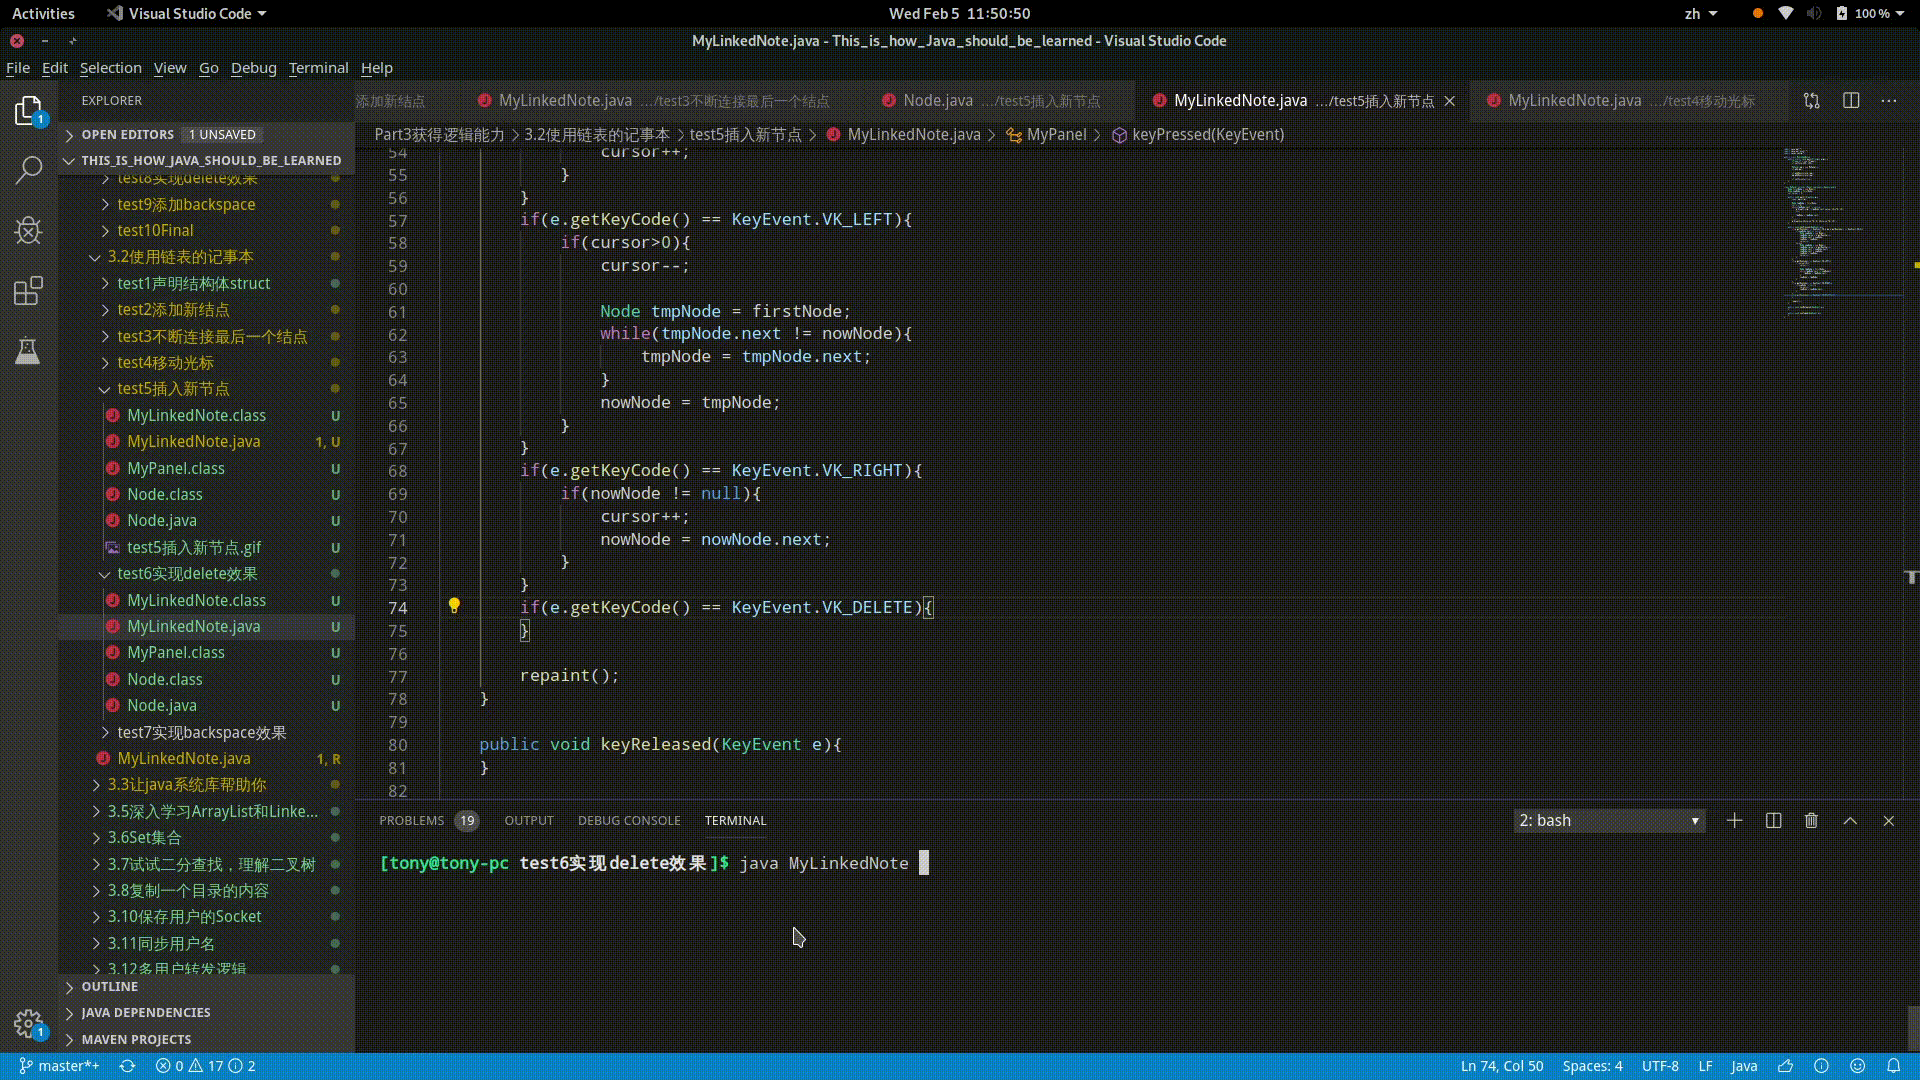 Activities
Visual Studio Code
Wed Feb 5  11:50:50
zh
100 %
MyLinkedNote.java - This_is_how_Java_should_be_learned - Visual Studio Code
File Edit Selection View Go Debug Terminal Help
EXPLORER
OPEN EDITORS 1 UNSAVED
THIS_IS_HOW_JAVA_SHOULD_BE_LEARNED
test8实现delete效果
test9添加backspace
test10Final
3.2使用链表的记事本
test1声明结构体struct
test2添加新结点
test3不断连接最后一个结点
test4移动光标
test5插入新节点
MyLinkedNote.class U
MyLinkedNote.java 1, U
MyPanel.class U
Node.class U
Node.java U
test5插入新节点.gif U
test6实现delete效果
MyLinkedNote.class U
MyLinkedNote.java U
MyPanel.class U
Node.class U
Node.java U
test7实现backspace效果
MyLinkedNote.java 1, R
3.3让java系统库帮助你
3.5深入学习ArrayList和Linke...
3.6Set集合
3.7试试二分查找，理解二叉树
3.8复制一个目录的内容
3.10保存用户的Socket
3.11同步用户名
3.12多用户转发逻辑
OUTLINE
JAVA DEPENDENCIES
MAVEN PROJECTS
1
1
添加新结点
MyLinkedNote.java .../test3不断连接最后一个结点
Node.java .../test5插入新节点
MyLinkedNote.java .../test5插入新节点
MyLinkedNote.java .../test4移动光标
Part3获得逻辑能力 > 3.2使用链表的记事本 > test5插入新节点 > MyLinkedNote.java > MyPanel > keyPressed(KeyEvent)
54 cursor++;
55 }
56 }
57 if(e.getKeyCode() == KeyEvent.VK_LEFT){
58 if(cursor>0){
59 cursor--;
60
61 Node tmpNode = firstNode;
62 while(tmpNode.next != nowNode){
63 tmpNode = tmpNode.next;
64 }
65 nowNode = tmpNode;
66 }
67 }
68 if(e.getKeyCode() == KeyEvent.VK_RIGHT){
69 if(nowNode != null){
70 cursor++;
71 nowNode = nowNode.next;
72 }
73 }
74 if(e.getKeyCode() == KeyEvent.VK_DELETE){
75 }
76
77 repaint();
78 }
79
80 public void keyReleased(KeyEvent e){
81 }
82
PROBLEMS 19 OUTPUT DEBUG CONSOLE TERMINAL
2: bash
[tony@tony-pc test6实现delete效果]$ java MyLinkedNote
master*+ 0 17 2
Ln 74, Col 50 Spaces: 4 UTF-8 LF Java